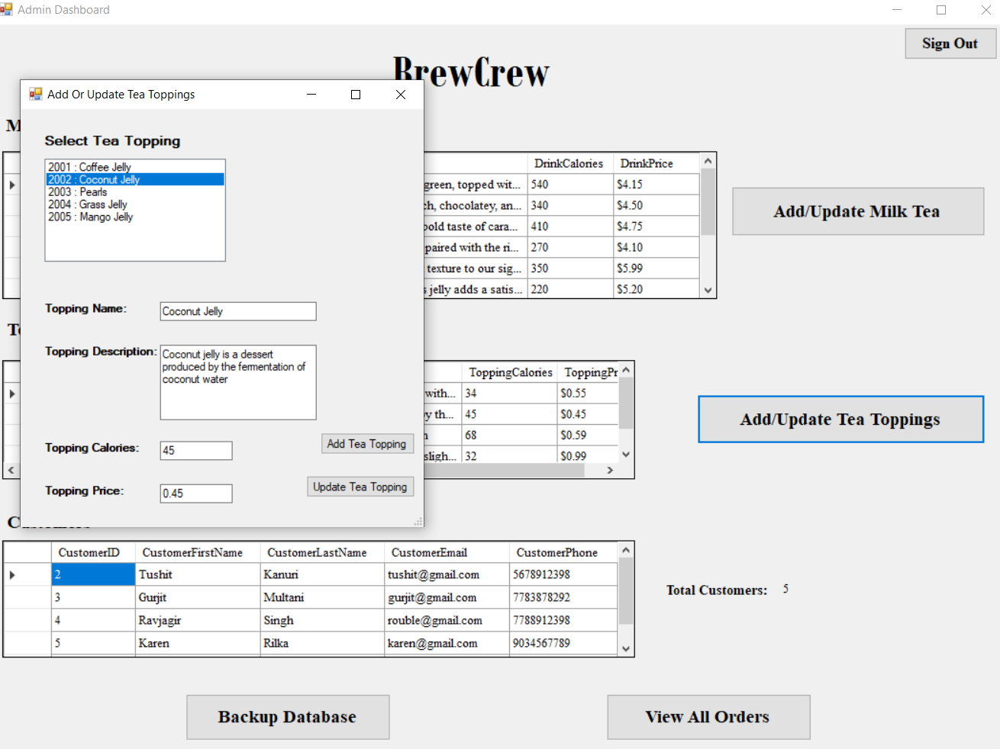 Admin Dashboard
Sign Out
BrewCrew
Add Or Update Tea Toppings
Select Tea Topping
2001 : Coffee Jelly
2002 : Coconut Jelly
2003 : Pearls
2004 : Grass Jelly
2005 : Mango Jelly
Topping Name: Coconut Jelly
Topping Description: Coconut jelly is a dessert
produced by the fermentation of
coconut water
Topping Calories: 45
Add Tea Topping
Topping Price: 0.45
Update Tea Topping
DrinkCalories DrinkPrice
green, topped wit... 540 $4.15
chocolatey, an... 340 $4.50
taste of cara... 410 $4.75
paired with the ri... 270 $4.10
texture to our sig... 350 $5.99
jelly adds a satis... 220 $5.20
Add/Update Milk Tea
ToppingCalories ToppingPr
with... 34 $0.55
th... 45 $0.45
68 $0.59
sligh... 32 $0.99
Add/Update Tea Toppings
CustomerID CustomerFirstName CustomerLastName CustomerEmail CustomerPhone
2 Tushit Kanuri tushit@gmail.com 5678912398
3 Gurjit Multani gurjit@gmail.com 7783878292
4 Ravjagir Singh rouble@gmail.com 7788912398
5 Karen Rilka karen@gmail.com 9034567789
Total Customers: 5
Backup Database
View All Orders